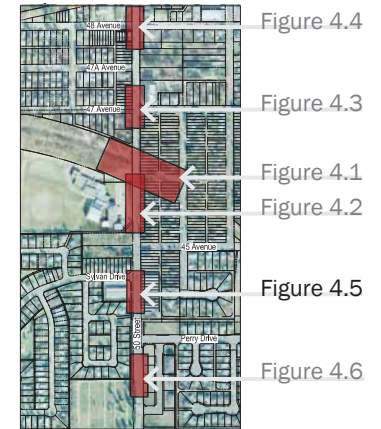 48 Avenue
Figure 4.4
47A Avenue
47 Avenue
Figure 4.3
Figure 4.1
Figure 4.2
45 Avenue
Sylvan Drive
Figure 4.5
50 Street
Perry Drive
Figure 4.6